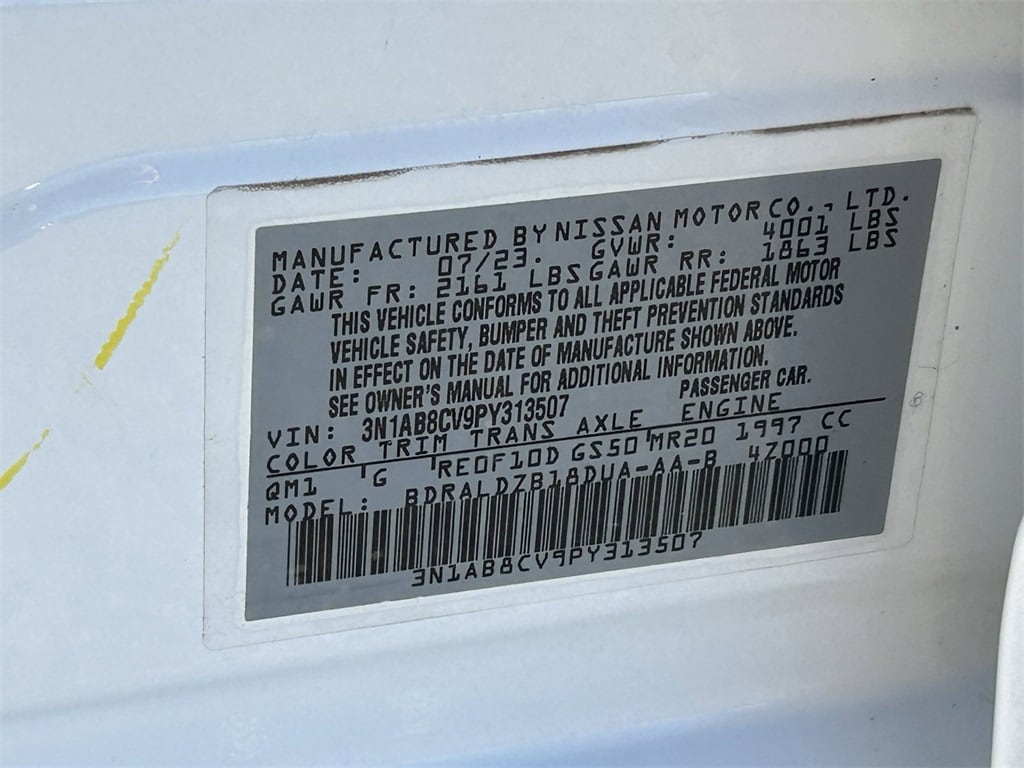 MANUFACTURED BY NISSAN MOTOR CO., LTD.
DATE: 07/23. GVWR: 4001 LBS
GAWR FR: 2161 LBS GAWR RR: 1863 LBS
THIS VEHICLE CONFORMS TO ALL APPLICABLE FEDERAL MOTOR
VEHICLE SAFETY, BUMPER AND THEFT PREVENTION STANDARDS
IN EFFECT ON THE DATE OF MANUFACTURE SHOWN ABOVE.
SEE OWNER'S MANUAL FOR ADDITIONAL INFORMATION.
VIN: 3N1AB8CV9PY313507 PASSENGER CAR.
COLOR TRIM TRANS AXLE ENGINE
QM1 G RE0F10D GS50 MR20 1997 CC
MODEL: BDRALDZB18DUA-AA-B 47000
3N1AB8CV9PY313507